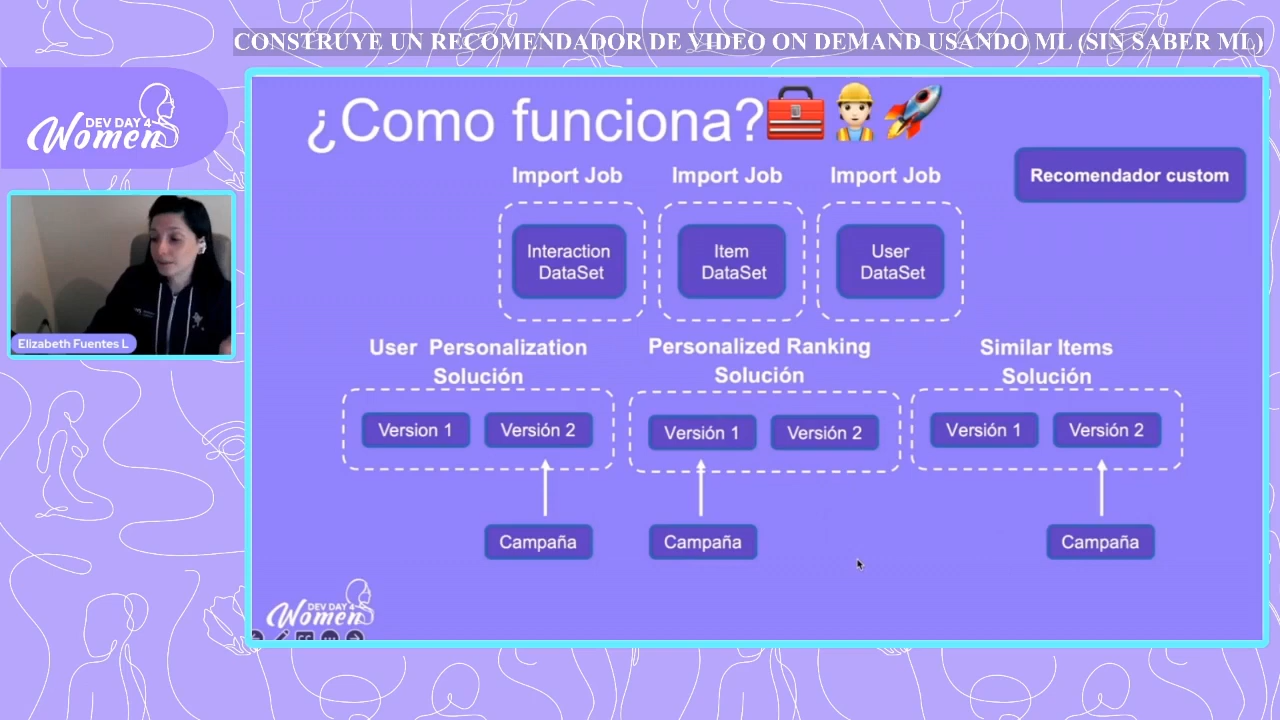 CONSTRUYE UN RECOMENDADOR DE VIDEO ON DEMAND USANDO ML (SIN SABER ML)
DEV DAY 4
Women
Elizabeth Fuentes L
¿Como funciona?
Recomendador custom
Import Job
Import Job
Import Job
Interaction
DataSet
Item
DataSet
User
DataSet
User Personalization
Solución
Personalized Ranking
Solución
Similar Items
Solución
Version 1
Versión 2
Versión 1
Versión 2
Versión 1
Versión 2
Campaña
Campaña
Campaña
DEV DAY 4
Women